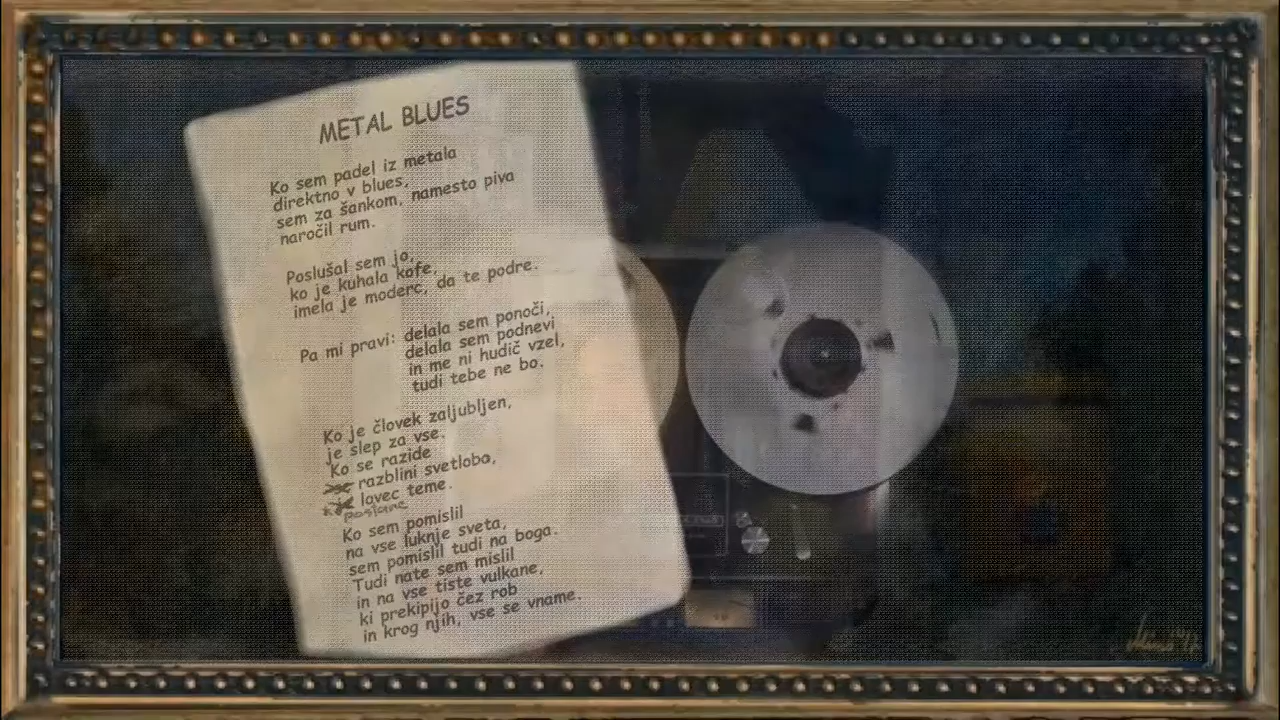 METAL BLUES
Ko sem padel iz metala
direktno v blues,
sem za šankom, namesto piva
naročil rum.
Poslušal sem jo,
ko je kuhala kofe,
imela je moderc, da te podre.
Pa mi pravi: delala sem ponoči,
delala sem podnevi
in me ni hudič vzel,
tudi tebe ne bo.
Ko je človek zaljubljen,
je slep za vse.
Ko se razide
razblini svetloba,
lovec teme.
postane
Ko sem pomislil
na vse luknje sveta,
sem pomislil tudi na boga.
Tudi nate sem mislil
in na vse tiste vulkane,
ki prekipijo čez rob
in krog njih, vse se vname.